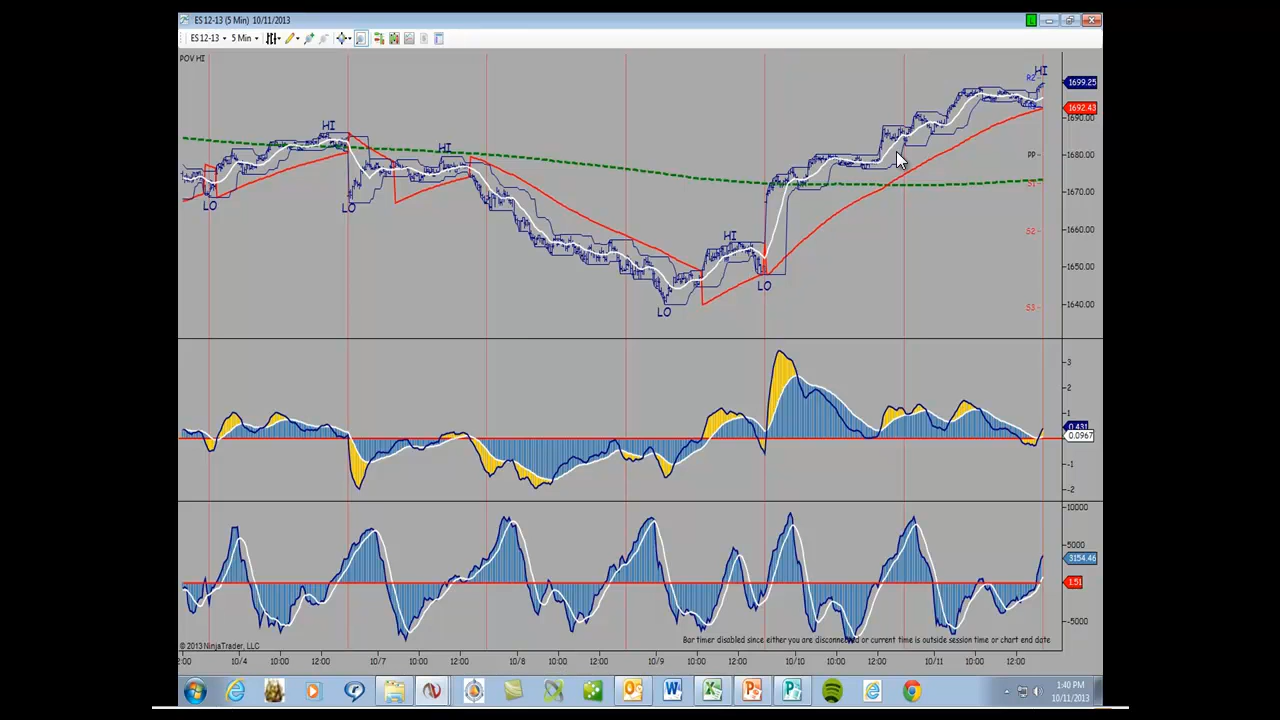 ES 12-13 (5 Min) 10/11/2013
ES 12-13 5 Min
POV HI
HI
R2
1699.25
1692.43
1690.00
HI
HI
1680.00
PP
S1
1670.00
LO
LO
HI
S2
1660.00
1650.00
LO
1640.00
S3
LO
3
2
1
0.431
0.0967
-1
-2
10000
5000
3154.46
1.51
-5000
Bar timer disabled since either you are disconnected or current time is outside session time or chart end date
© 2013 NinjaTrader, LLC
2:00 10/4 10:00 12:00 10/7 12:00 10/8 12:00 10/9 10:00 12:00 10/10 12:00 10/11 10:00 12:00
1:40 PM
10/11/2013